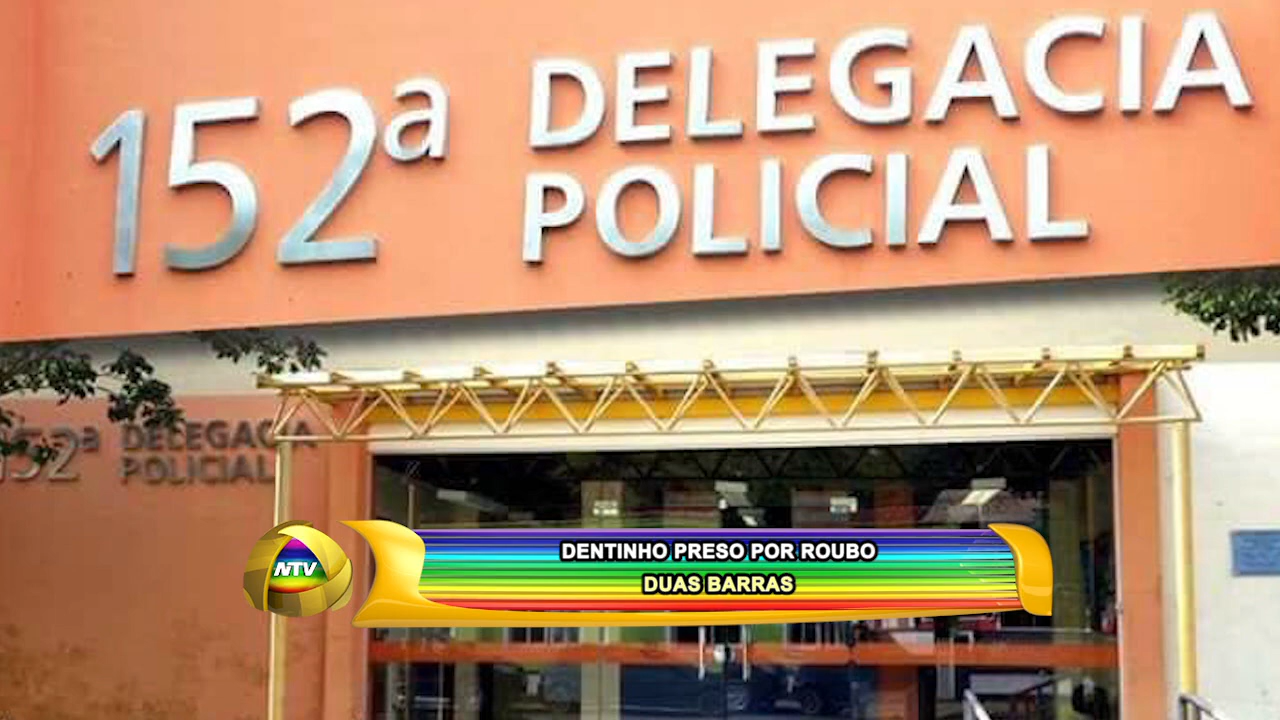 152ª DELEGACIA
POLICIAL
152ª DELEGACIA
POLICIAL
NTV
DENTINHO PRESO POR ROUBO
DUAS BARRAS